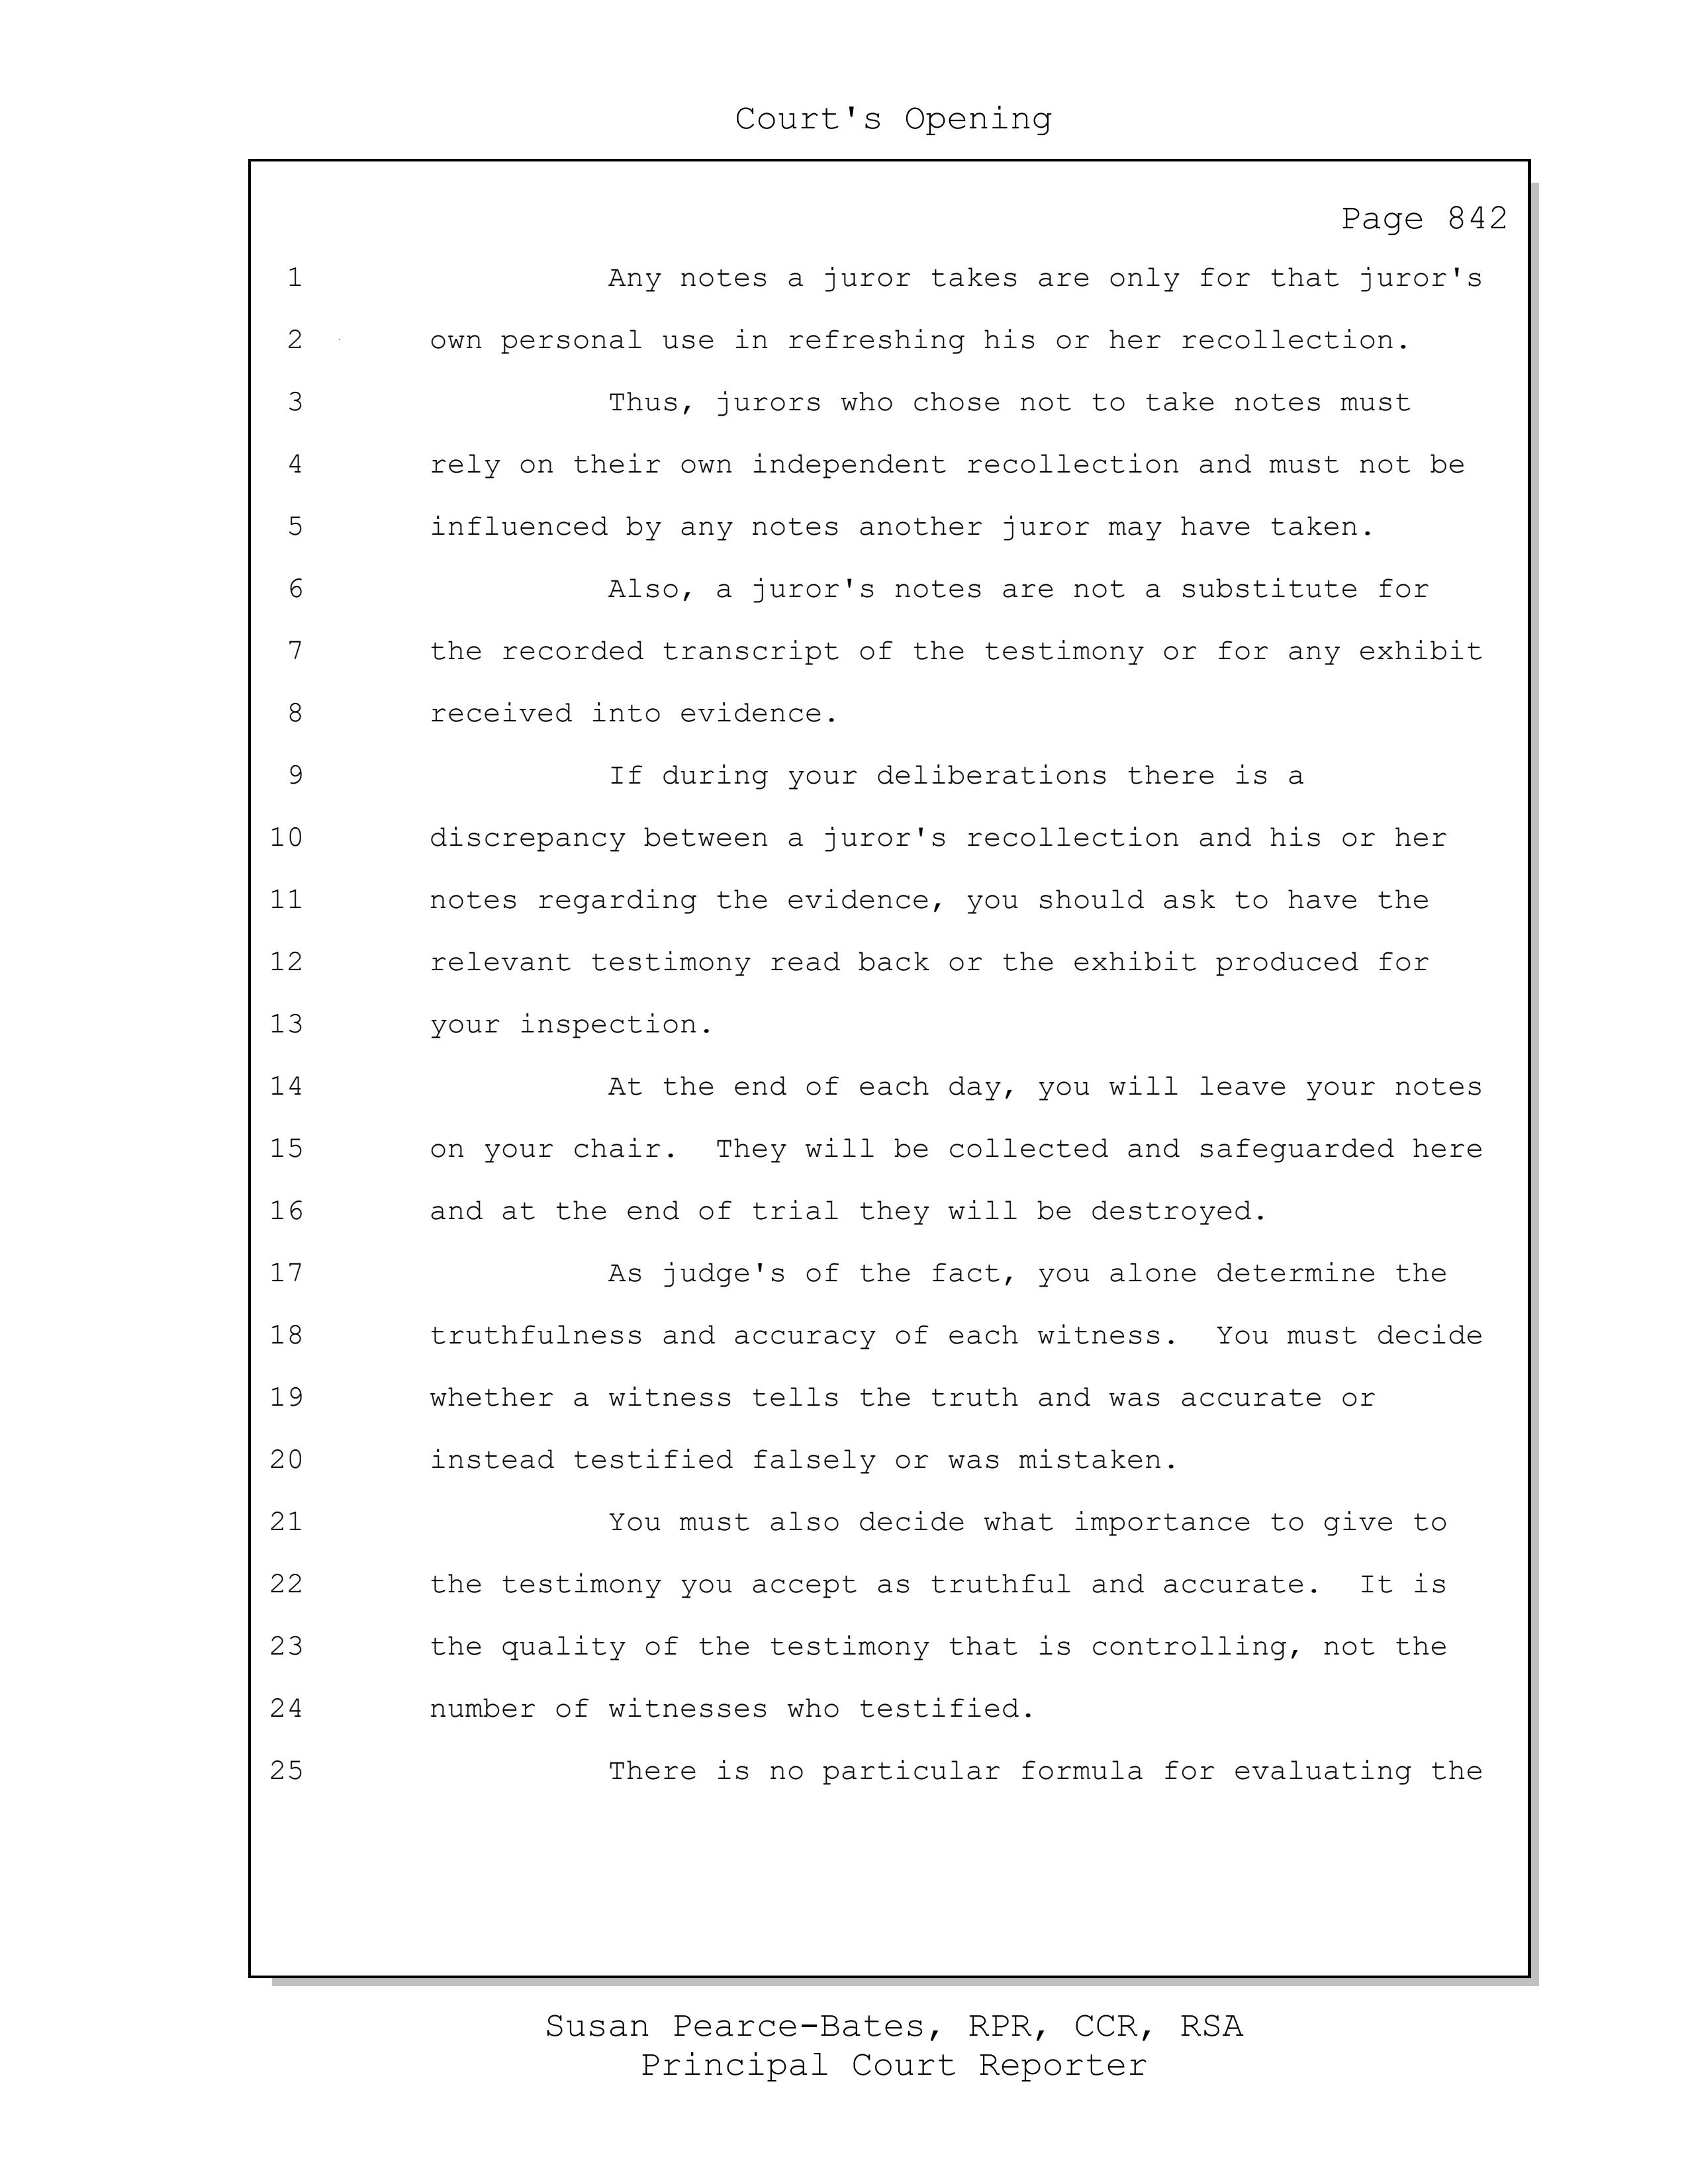 Court's Opening
Page 842
1 Any notes a juror takes are only for that juror's
2 own personal use in refreshing his or her recollection.
3 Thus, jurors who chose not to take notes must
4 rely on their own independent recollection and must not be
5 influenced by any notes another juror may have taken.
6 Also, a juror's notes are not a substitute for
7 the recorded transcript of the testimony or for any exhibit
8 received into evidence.
9 If during your deliberations there is a
10 discrepancy between a juror's recollection and his or her
11 notes regarding the evidence, you should ask to have the
12 relevant testimony read back or the exhibit produced for
13 your inspection.
14 At the end of each day, you will leave your notes
15 on your chair.  They will be collected and safeguarded here
16 and at the end of trial they will be destroyed.
17 As judge's of the fact, you alone determine the
18 truthfulness and accuracy of each witness.  You must decide
19 whether a witness tells the truth and was accurate or
20 instead testified falsely or was mistaken.
21 You must also decide what importance to give to
22 the testimony you accept as truthful and accurate.  It is
23 the quality of the testimony that is controlling, not the
24 number of witnesses who testified.
25 There is no particular formula for evaluating the
Susan Pearce-Bates, RPR, CCR, RSA
Principal Court Reporter